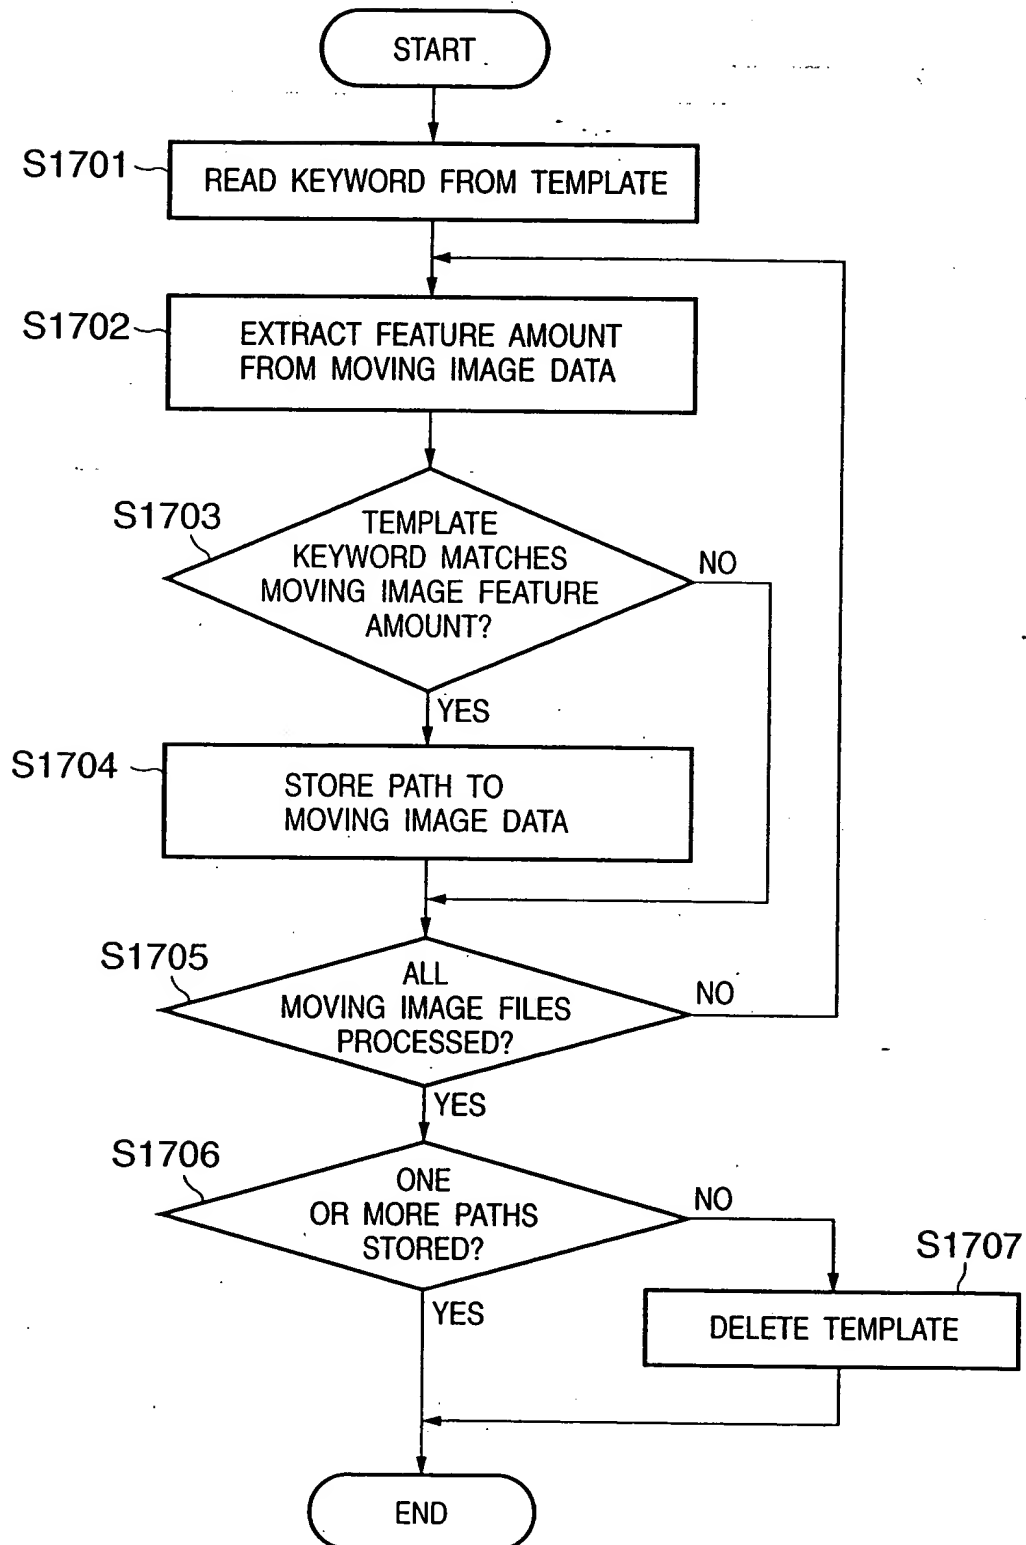 START
S1701
READ KEYWORD FROM TEMPLATE
S1702
EXTRACT FEATURE AMOUNT
FROM MOVING IMAGE DATA
S1703
TEMPLATE
KEYWORD MATCHES
MOVING IMAGE FEATURE
AMOUNT?
NO
YES
S1704
STORE PATH TO
MOVING IMAGE DATA
S1705
ALL
MOVING IMAGE FILES
PROCESSED?
NO
YES
S1706
ONE
OR MORE PATHS
STORED?
NO
YES
S1707
DELETE TEMPLATE
END